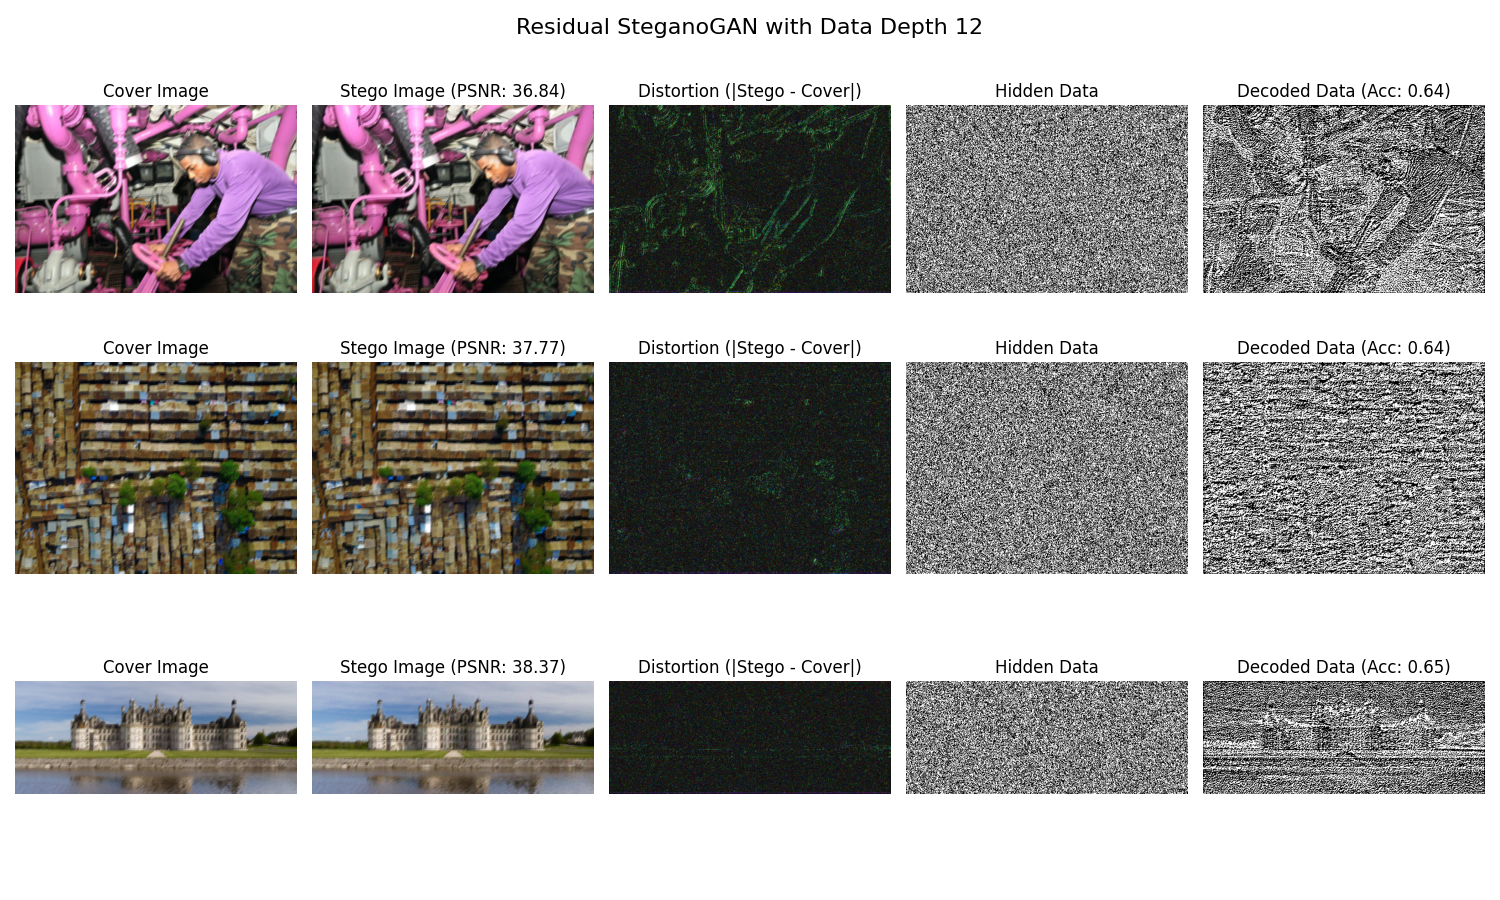 Residual SteganoGAN with Data Depth 12
Cover Image
Stego Image (PSNR: 36.84)
Distortion (|Stego - Cover|)
Hidden Data
Decoded Data (Acc: 0.64)
Cover Image
Stego Image (PSNR: 37.77)
Distortion (|Stego - Cover|)
Hidden Data
Decoded Data (Acc: 0.64)
Cover Image
Stego Image (PSNR: 38.37)
Distortion (|Stego - Cover|)
Hidden Data
Decoded Data (Acc: 0.65)